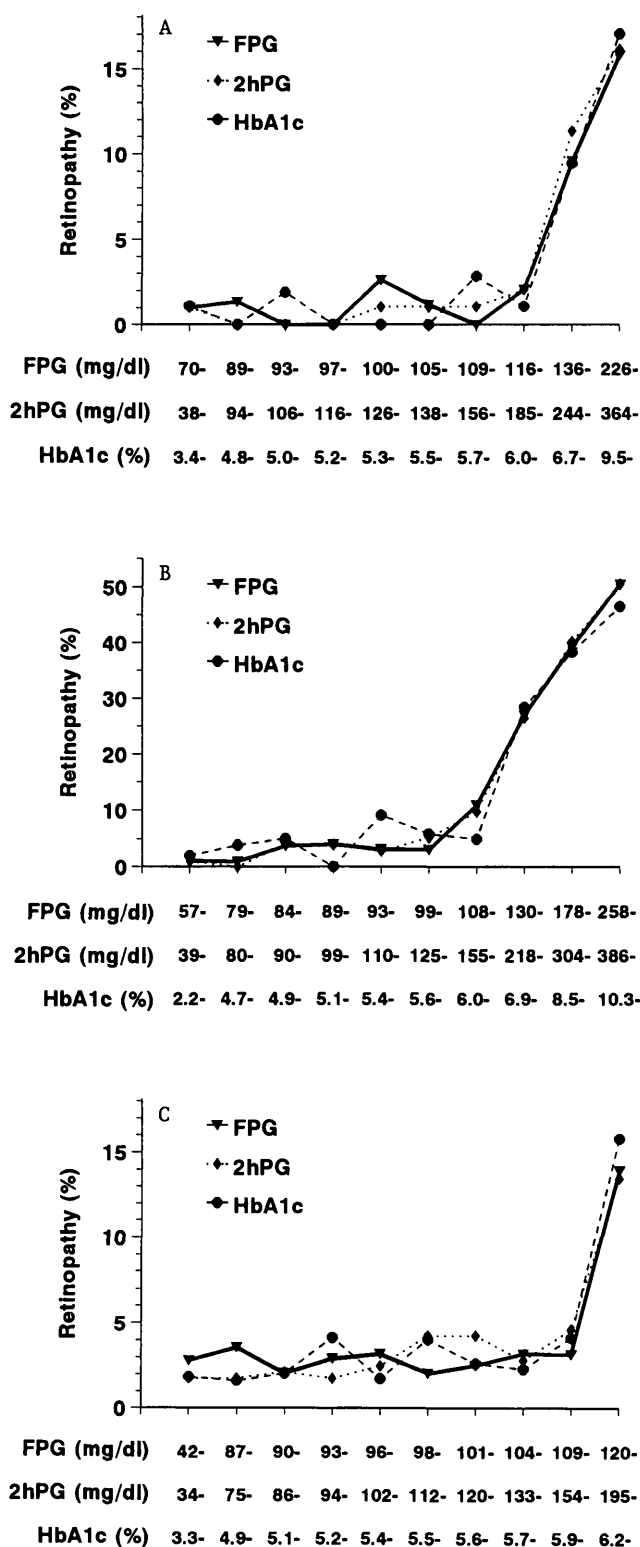 A
FPG
2hPG
HbA1c
Retinopathy (%)
15
10
5
0
FPG (mg/dl) 70- 89- 93- 97- 100- 105- 109- 116- 136- 226-
2hPG (mg/dl) 38- 94- 106- 116- 126- 138- 156- 185- 244- 364-
HbA1c (%) 3.4- 4.8- 5.0- 5.2- 5.3- 5.5- 5.7- 6.0- 6.7- 9.5-
B
FPG
2hPG
HbA1c
Retinopathy (%)
50
40
30
20
10
0
FPG (mg/dl) 57- 79- 84- 89- 93- 99- 108- 130- 178- 258-
2hPG (mg/dl) 39- 80- 90- 99- 110- 125- 155- 218- 304- 386-
HbA1c (%) 2.2- 4.7- 4.9- 5.1- 5.4- 5.6- 6.0- 6.9- 8.5- 10.3-
C
FPG
2hPG
HbA1c
Retinopathy (%)
15
10
5
0
FPG (mg/dl) 42- 87- 90- 93- 96- 98- 101- 104- 109- 120-
2hPG (mg/dl) 34- 75- 86- 94- 102- 112- 120- 133- 154- 195-
HbA1c (%) 3.3- 4.9- 5.1- 5.2- 5.4- 5.5- 5.6- 5.7- 5.9- 6.2-